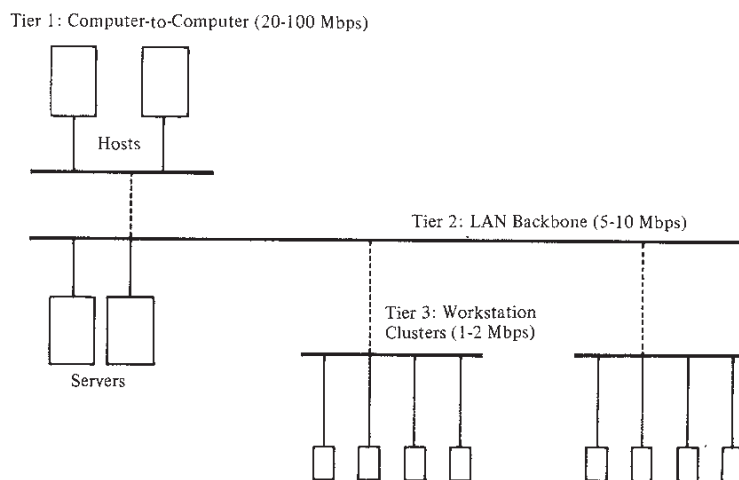 Tier 1: Computer-to-Computer (20-100 Mbps)
Hosts
Tier 2: LAN Backbone (5-10 Mbps)
Tier 3: Workstation
Clusters (1-2 Mbps)
Servers